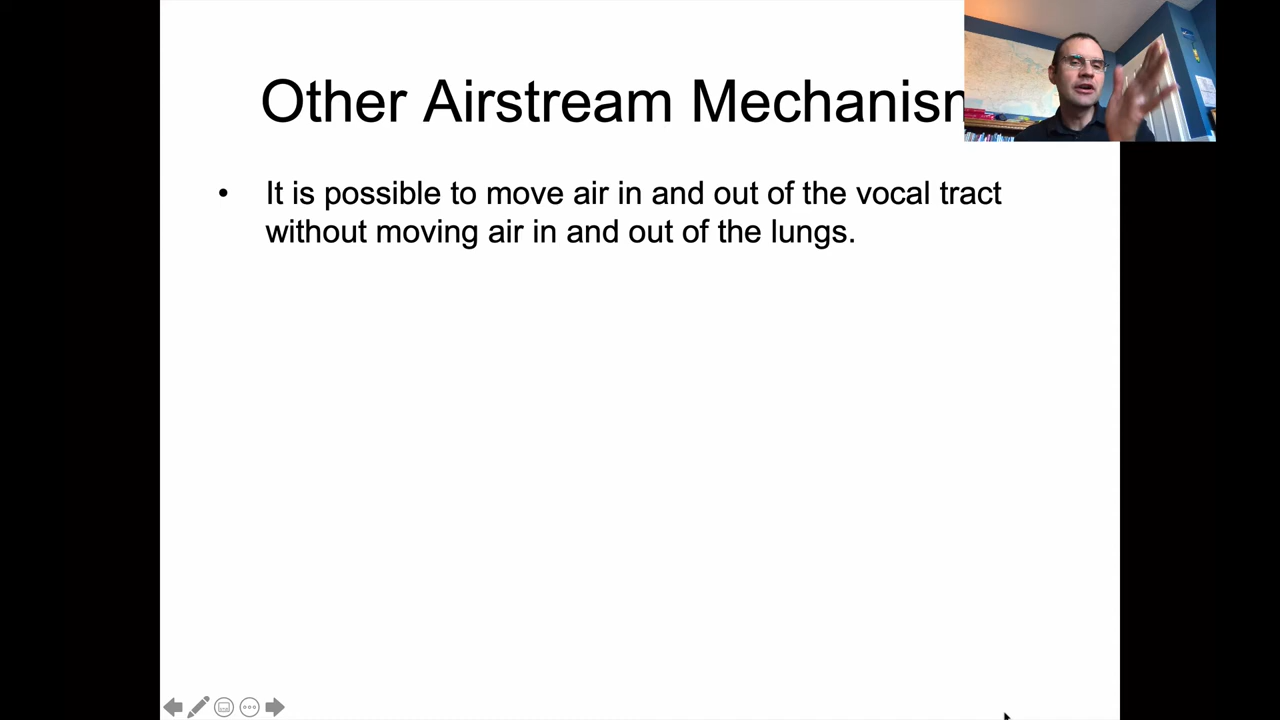 Other Airstream Mechanism
• It is possible to move air in and out of the vocal tract
without moving air in and out of the lungs.